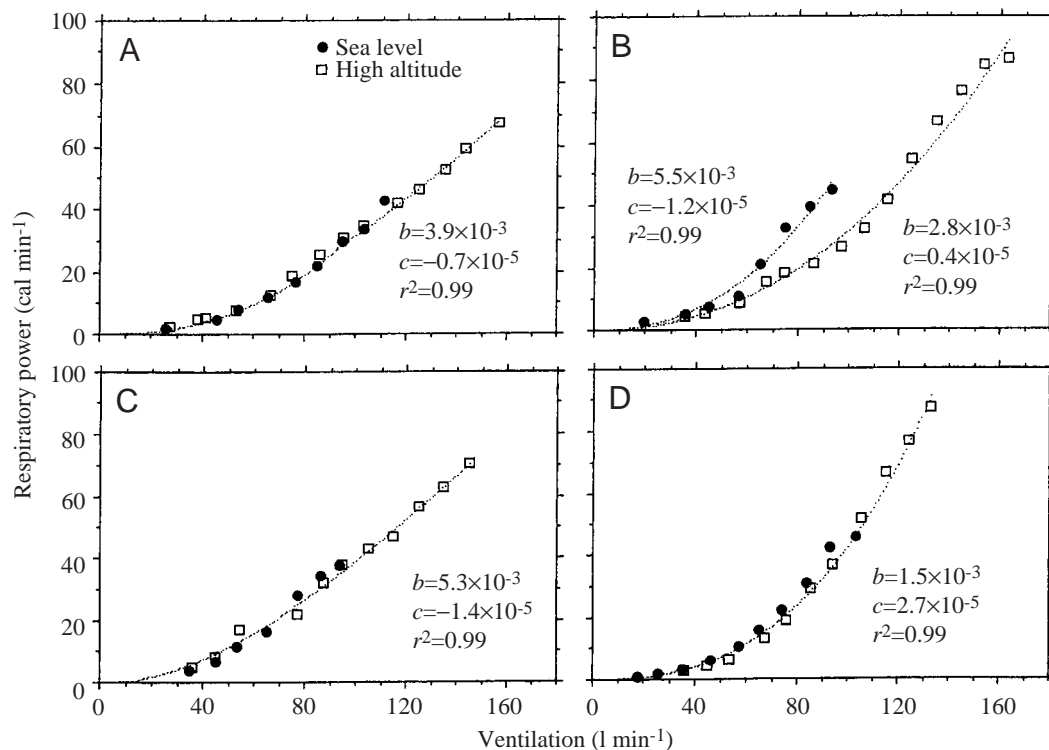 A
● Sea level
□ High altitude
b=3.9×10⁻³
c=−0.7×10⁻⁵
r²=0.99
100
80
60
40
20
0
B
b=5.5×10⁻³
c=−1.2×10⁻⁵
r²=0.99
b=2.8×10⁻³
c=0.4×10⁻⁵
r²=0.99
Respiratory power (cal min⁻¹)
C
b=5.3×10⁻³
c=−1.4×10⁻⁵
r²=0.99
100
80
60
40
20
0
0 40 80 120 160
D
b=1.5×10⁻³
c=2.7×10⁻⁵
r²=0.99
0 40 80 120 160
Ventilation (l min⁻¹)